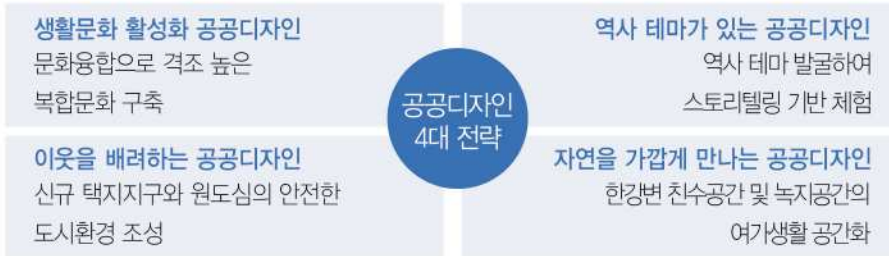 생활문화 활성화 공공디자인
문화융합으로 격조 높은
복합문화 구축
역사 테마가 있는 공공디자인
역사 테마 발굴하여
스토리텔링 기반 체험
공공디자인
4대 전략
이웃을 배려하는 공공디자인
신규 택지지구와 원도심의 안전한
도시환경 조성
자연을 가깝게 만나는 공공디자인
한강변 친수공간 및 녹지공간의
여가생활 공간화